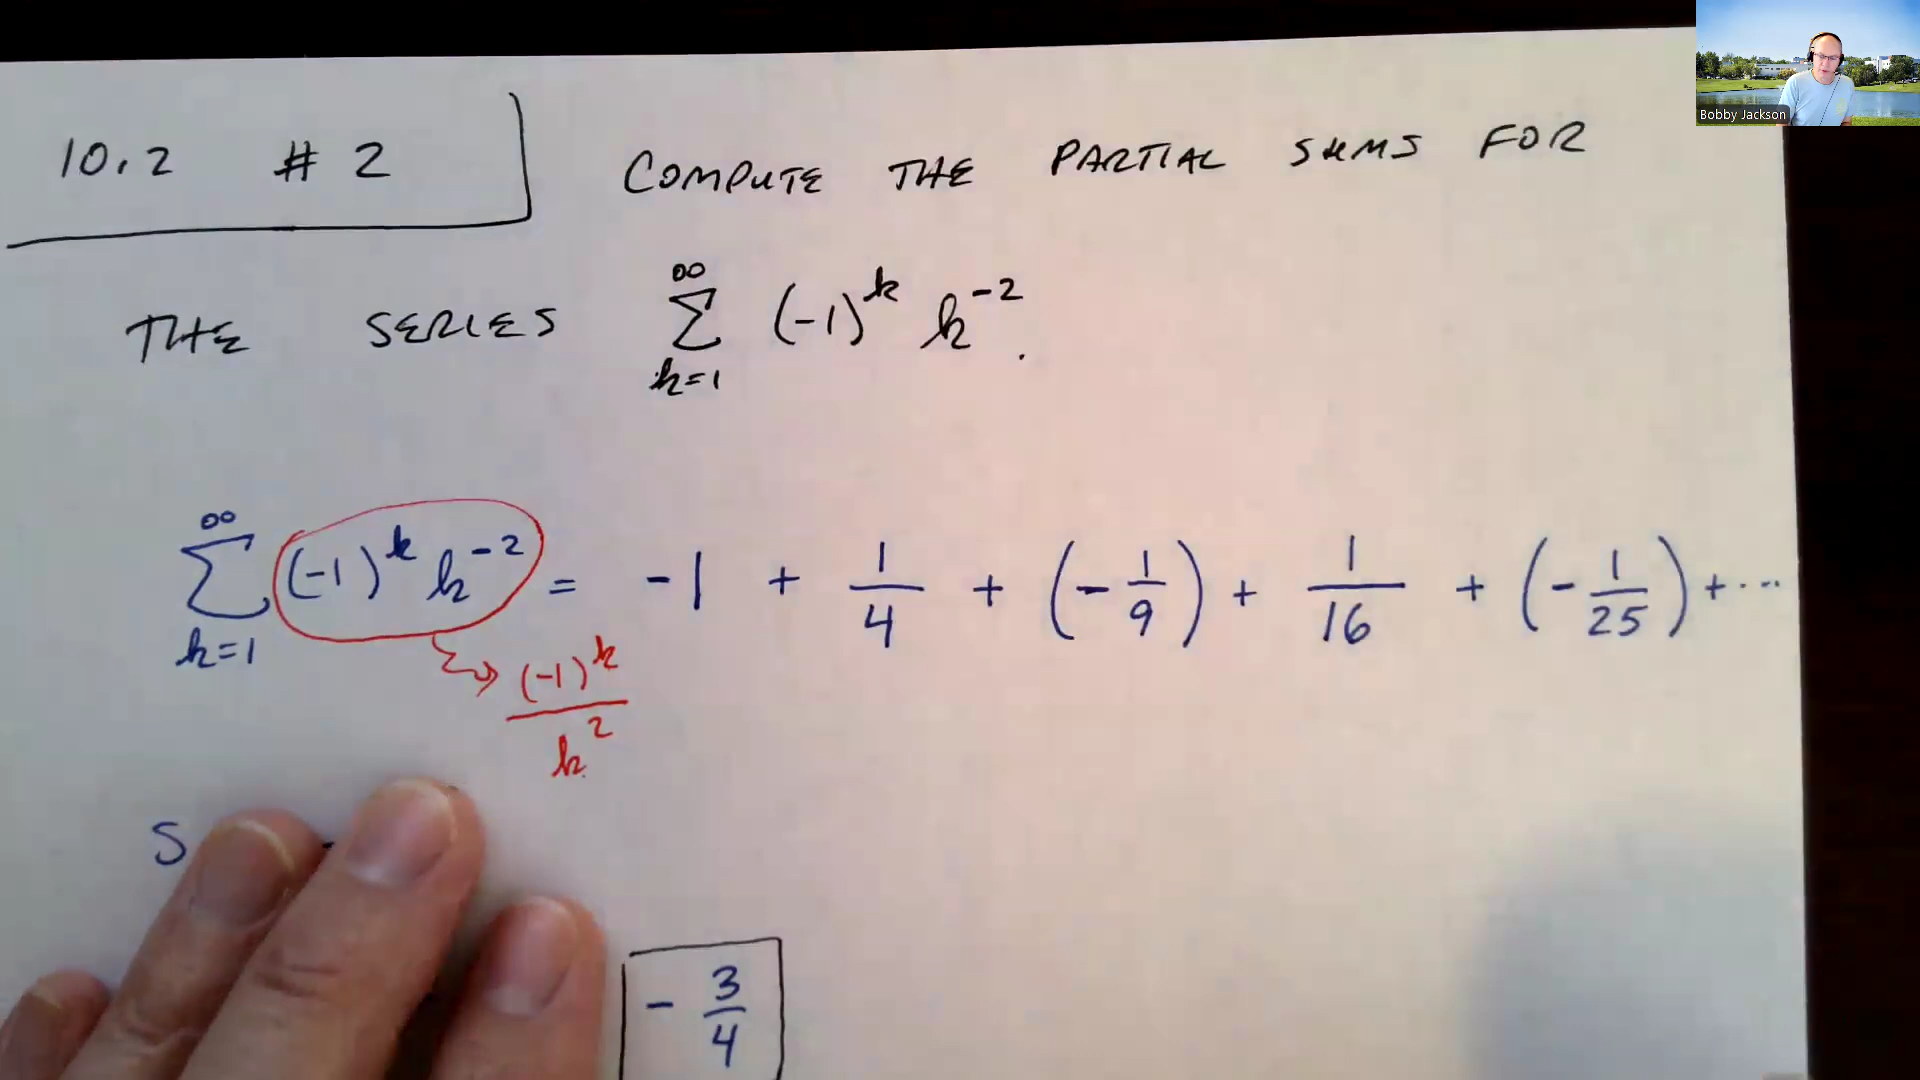 Bobby Jackson
10.2 # 2
COMPUTE THE PARTIAL SUMS FOR
THE SERIES ∑_{k=1}^{∞} (-1)^k k^{-2}.
∑_{k=1}^{∞} (-1)^k k^{-2} = -1 + 1/4 + (-1/9) + 1/16 + (-1/25) + ...
(-1)^k / k^2
S
- 3/4